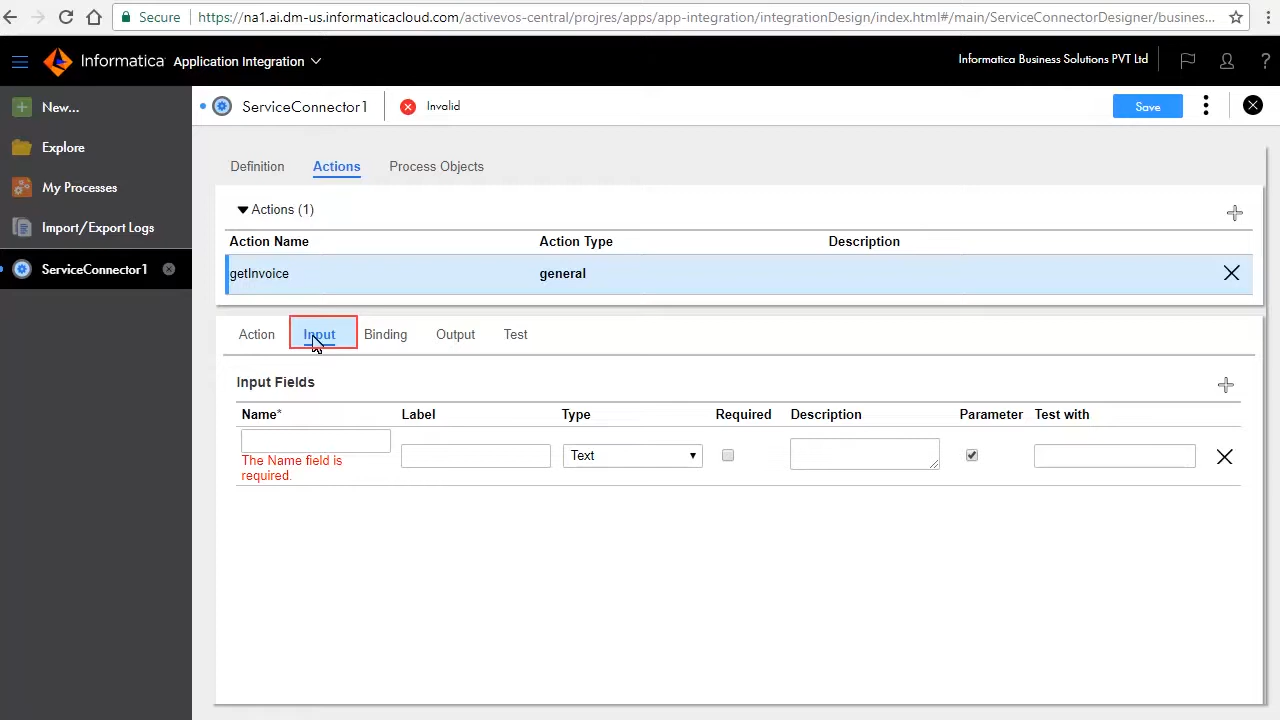 Secure
https://na1.ai.dm-us.informaticacloud.com/activevos-central/projres/apps/app-integration/integrationDesign/index.html#/main/ServiceConnectorDesigner/busines...
Informatica Application Integration
Informatica Business Solutions PVT Ltd
?
New...
Explore
My Processes
Import/Export Logs
ServiceConnector1
ServiceConnector1
Invalid
Save
Definition Actions Process Objects
Actions (1)
Action Name Action Type Description
getInvoice general
Action Input Binding Output Test
Input Fields
Name* Label Type Required Description Parameter Test with
Text
The Name field is
required.